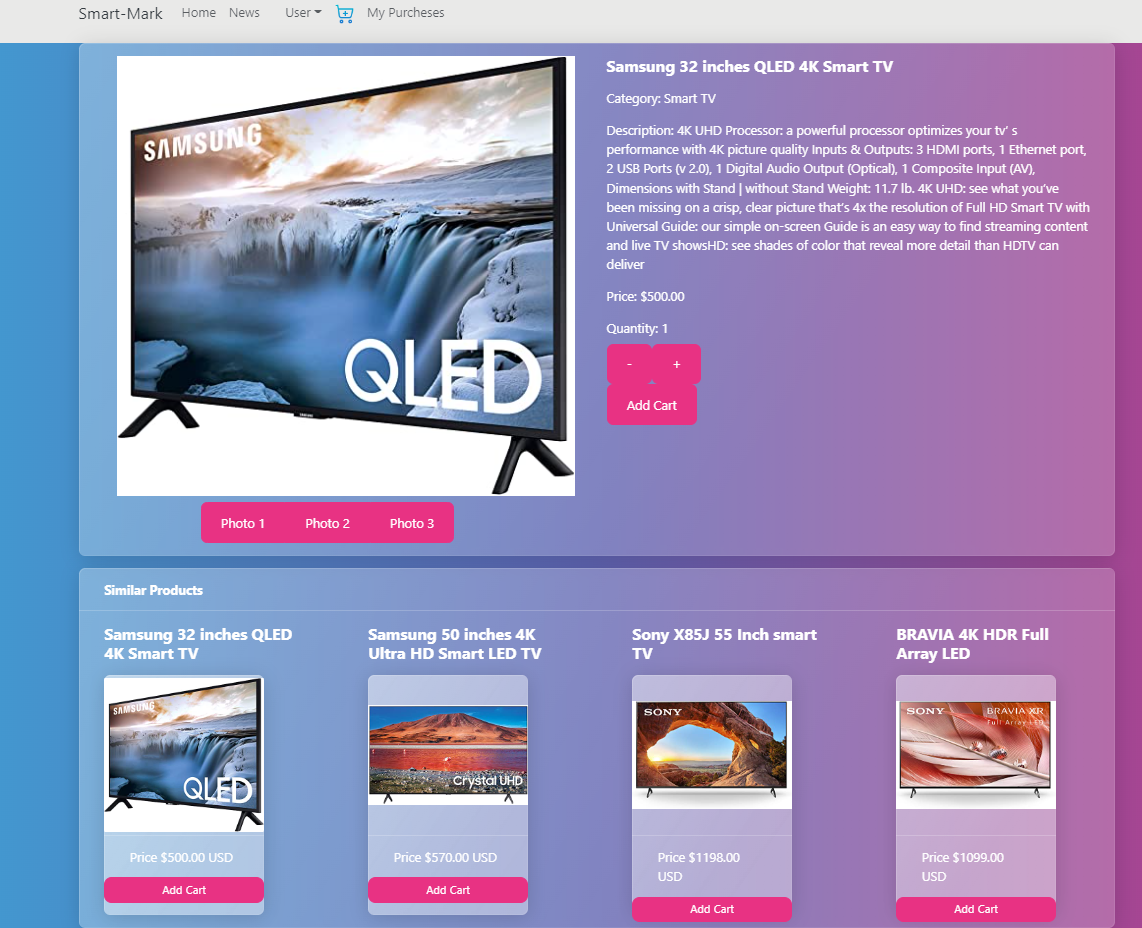 Smart-Mark Home News User My Purcheses
SAMSUNG
QLED
Samsung 32 inches QLED 4K Smart TV
Category: Smart TV
Description: 4K UHD Processor: a powerful processor optimizes your tv' s
performance with 4K picture quality Inputs & Outputs: 3 HDMI ports, 1 Ethernet port,
2 USB Ports (v 2.0), 1 Digital Audio Output (Optical), 1 Composite Input (AV),
Dimensions with Stand | without Stand Weight: 11.7 lb. 4K UHD: see what you've
been missing on a crisp, clear picture that's 4x the resolution of Full HD Smart TV with
Universal Guide: our simple on-screen Guide is an easy way to find streaming content
and live TV showsHD: see shades of color that reveal more detail than HDTV can
deliver
Price: $500.00
Quantity: 1
- +
Add Cart
Photo 1 Photo 2 Photo 3
Similar Products
Samsung 32 inches QLED
4K Smart TV
SAMSUNG
QLED
Price $500.00 USD
Add Cart
Samsung 50 inches 4K
Ultra HD Smart LED TV
Crystal UHD
Price $570.00 USD
Add Cart
Sony X85J 55 Inch smart
TV
SONY
Price $1198.00
USD
Add Cart
BRAVIA 4K HDR Full
Array LED
SONY BRAVIA XR
Full Array LED
Price $1099.00
USD
Add Cart